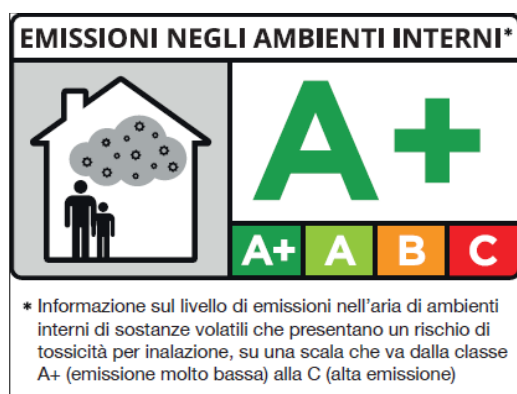 EMISSIONI NEGLI AMBIENTI INTERNI*
A+
A+ A B C
* Informazione sul livello di emissioni nell'aria di ambienti
interni di sostanze volatili che presentano un rischio di
tossicità per inalazione, su una scala che va dalla classe
A+ (emissione molto bassa) alla C (alta emissione)